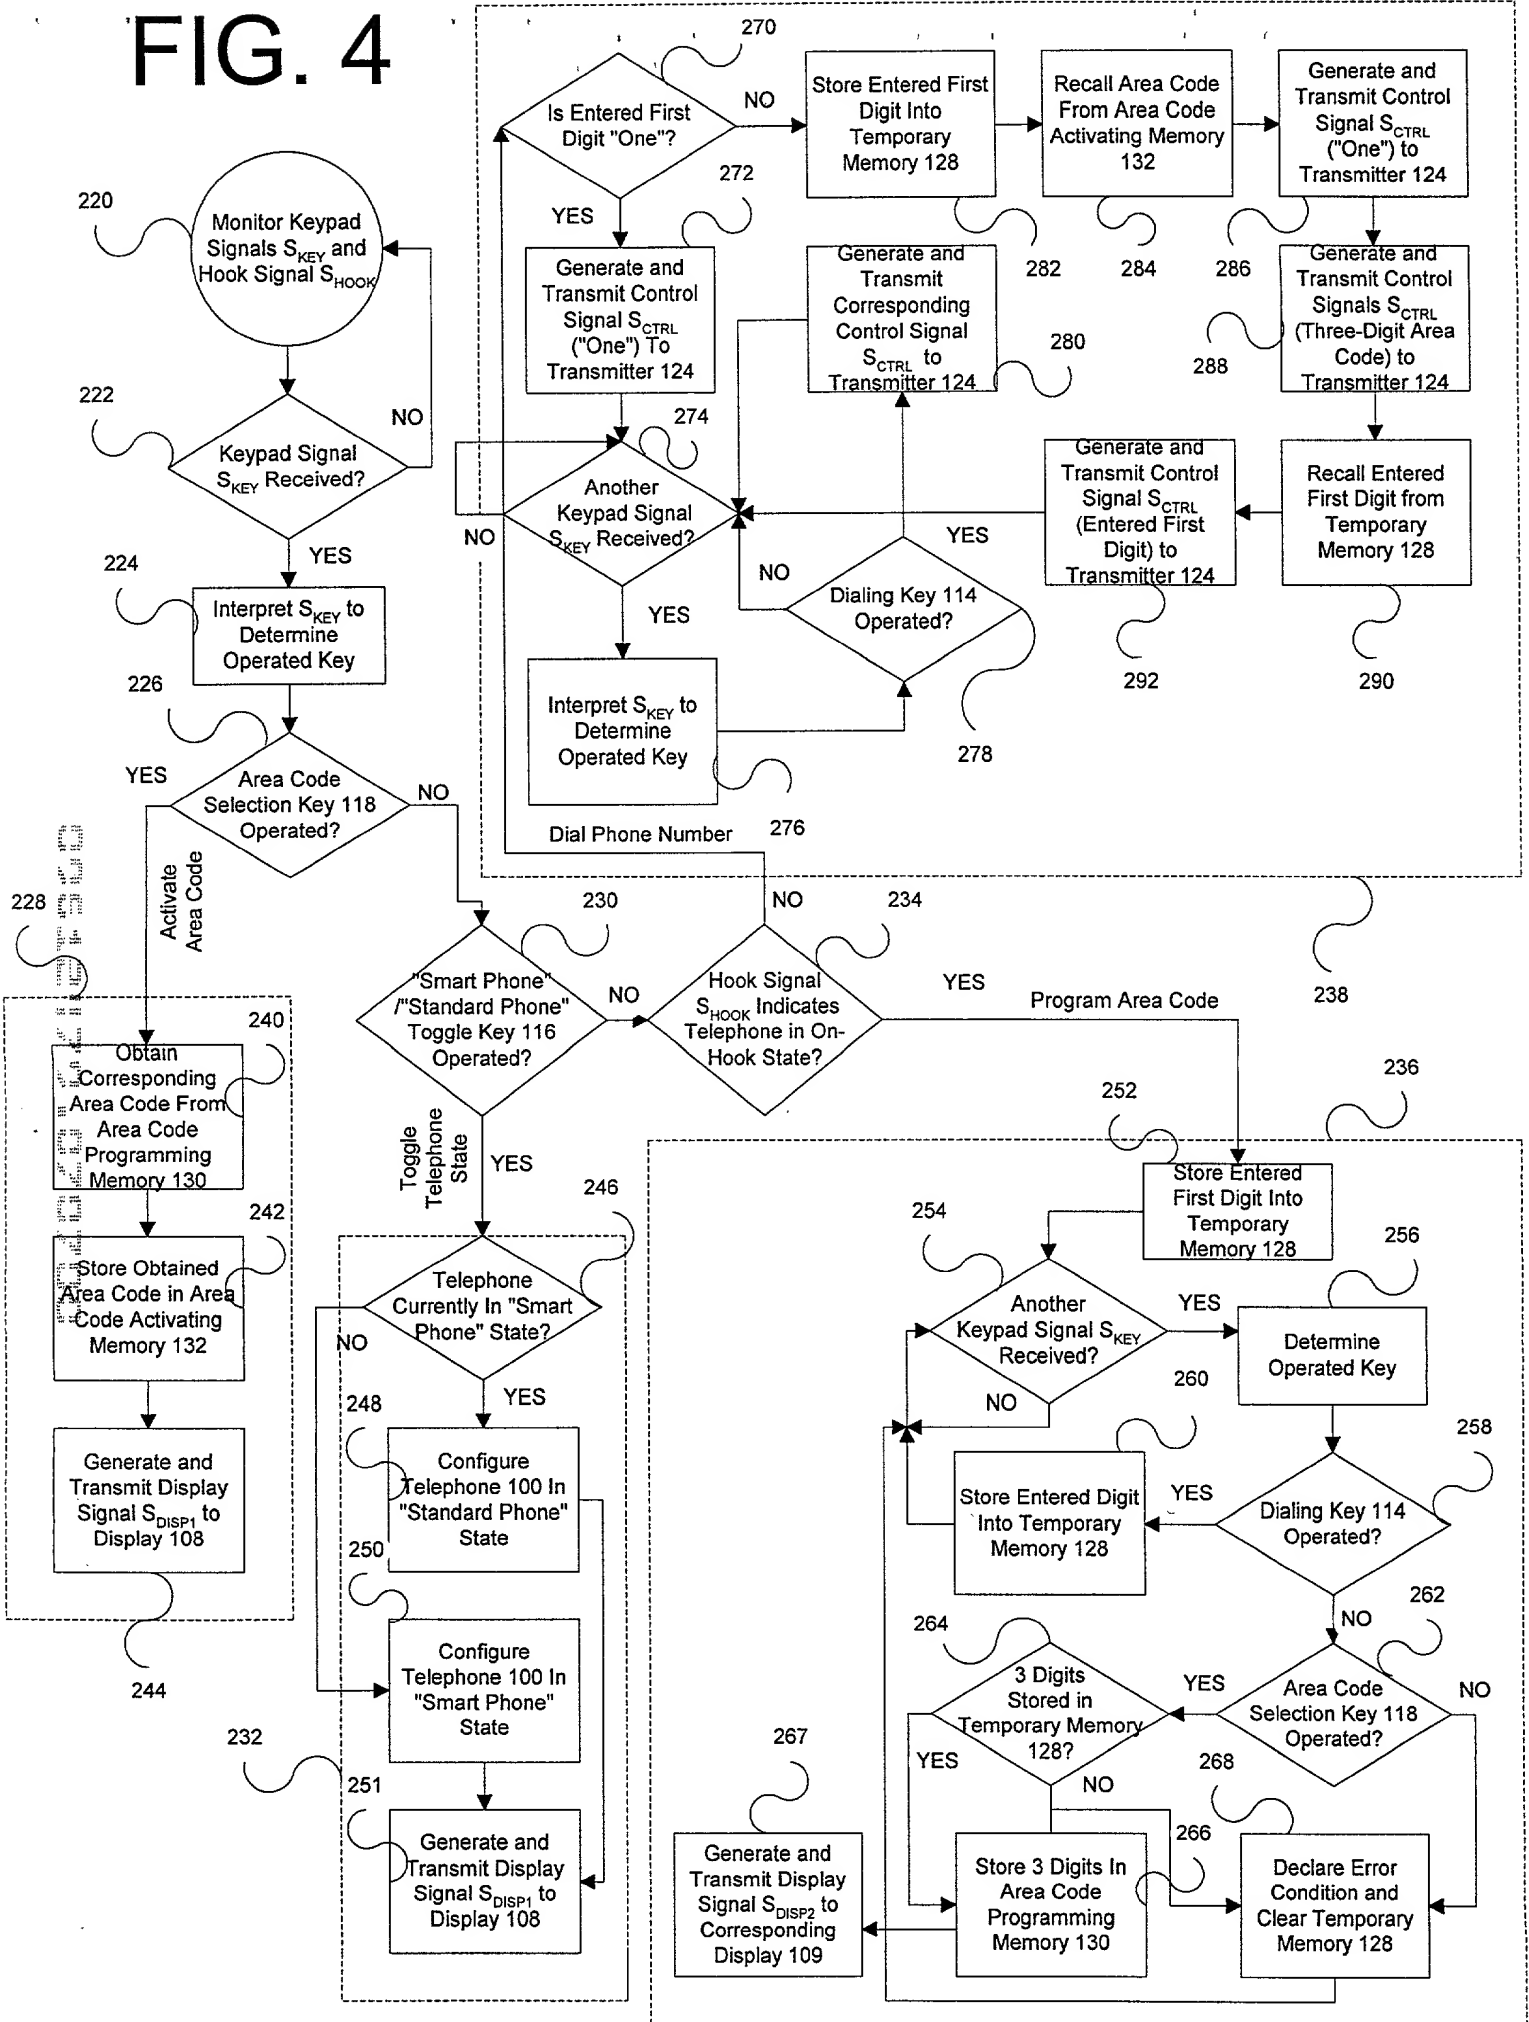 FIG. 4
270
Is Entered First
Digit "One"?
NO
YES
Store Entered First
Digit Into
Temporary
Memory 128
282
Recall Area Code
From Area Code
Activating Memory
132
284
Generate and
Transmit Control
Signal SCTRL
("One") to
Transmitter 124
286
272
Generate and
Transmit Control
Signal SCTRL
("One") To
Transmitter 124
Generate and
Transmit
Corresponding
Control Signal
SCTRL to
Transmitter 124
280
Generate and
Transmit Control
Signals SCTRL
(Three-Digit Area
Code) to
Transmitter 124
288
274
Another
Keypad Signal
SKEY Received?
NO
YES
Generate and
Transmit Control
Signal SCTRL
(Entered First
Digit) to
Transmitter 124
292
Recall Entered
First Digit from
Temporary
Memory 128
290
YES
NO
Dialing Key 114
Operated?
278
Interpret SKEY to
Determine
Operated Key
276
Dial Phone Number
238
220
Monitor Keypad
Signals SKEY and
Hook Signal SHOOK
222
NO
Keypad Signal
SKEY Received?
YES
224
Interpret SKEY to
Determine
Operated Key
226
YES
Area Code
Selection Key 118
Operated?
NO
Activate
Area Code
228
240
Obtain
Corresponding
Area Code From
Area Code
Programming
Memory 130
242
Store Obtained
Area Code in Area
Code Activating
Memory 132
Generate and
Transmit Display
Signal SDISP1 to
Display 108
244
230
"Smart Phone"
/"Standard Phone"
Toggle Key 116
Operated?
NO
YES
Toggle
Telephone
State
234
NO
Hook Signal
SHOOK Indicates
Telephone in On-
Hook State?
YES
Program Area Code
236
246
Telephone
Currently In "Smart
Phone" State?
NO
YES
248
Configure
Telephone 100 In
"Standard Phone"
State
250
Configure
Telephone 100 In
"Smart Phone"
State
232
251
Generate and
Transmit Display
Signal SDISP1 to
Display 108
252
Store Entered
First Digit Into
Temporary
Memory 128
254
Another
Keypad Signal SKEY
Received?
YES
NO
256
Determine
Operated Key
258
Dialing Key 114
Operated?
YES
NO
260
Store Entered Digit
Into Temporary
Memory 128
262
Area Code
Selection Key 118
Operated?
YES
NO
264
3 Digits
Stored in
Temporary Memory
128?
YES
NO
266
Store 3 Digits In
Area Code
Programming
Memory 130
267
Generate and
Transmit Display
Signal SDISP2 to
Corresponding
Display 109
268
Declare Error
Condition and
Clear Temporary
Memory 128